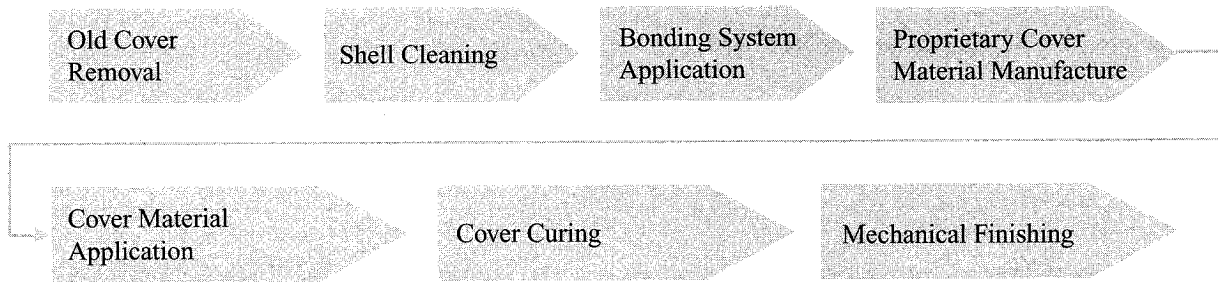 Old Cover
Removal
Shell Cleaning
Bonding System
Application
Proprietary Cover
Material Manufacture
Cover Material
Application
Cover Curing
Mechanical Finishing